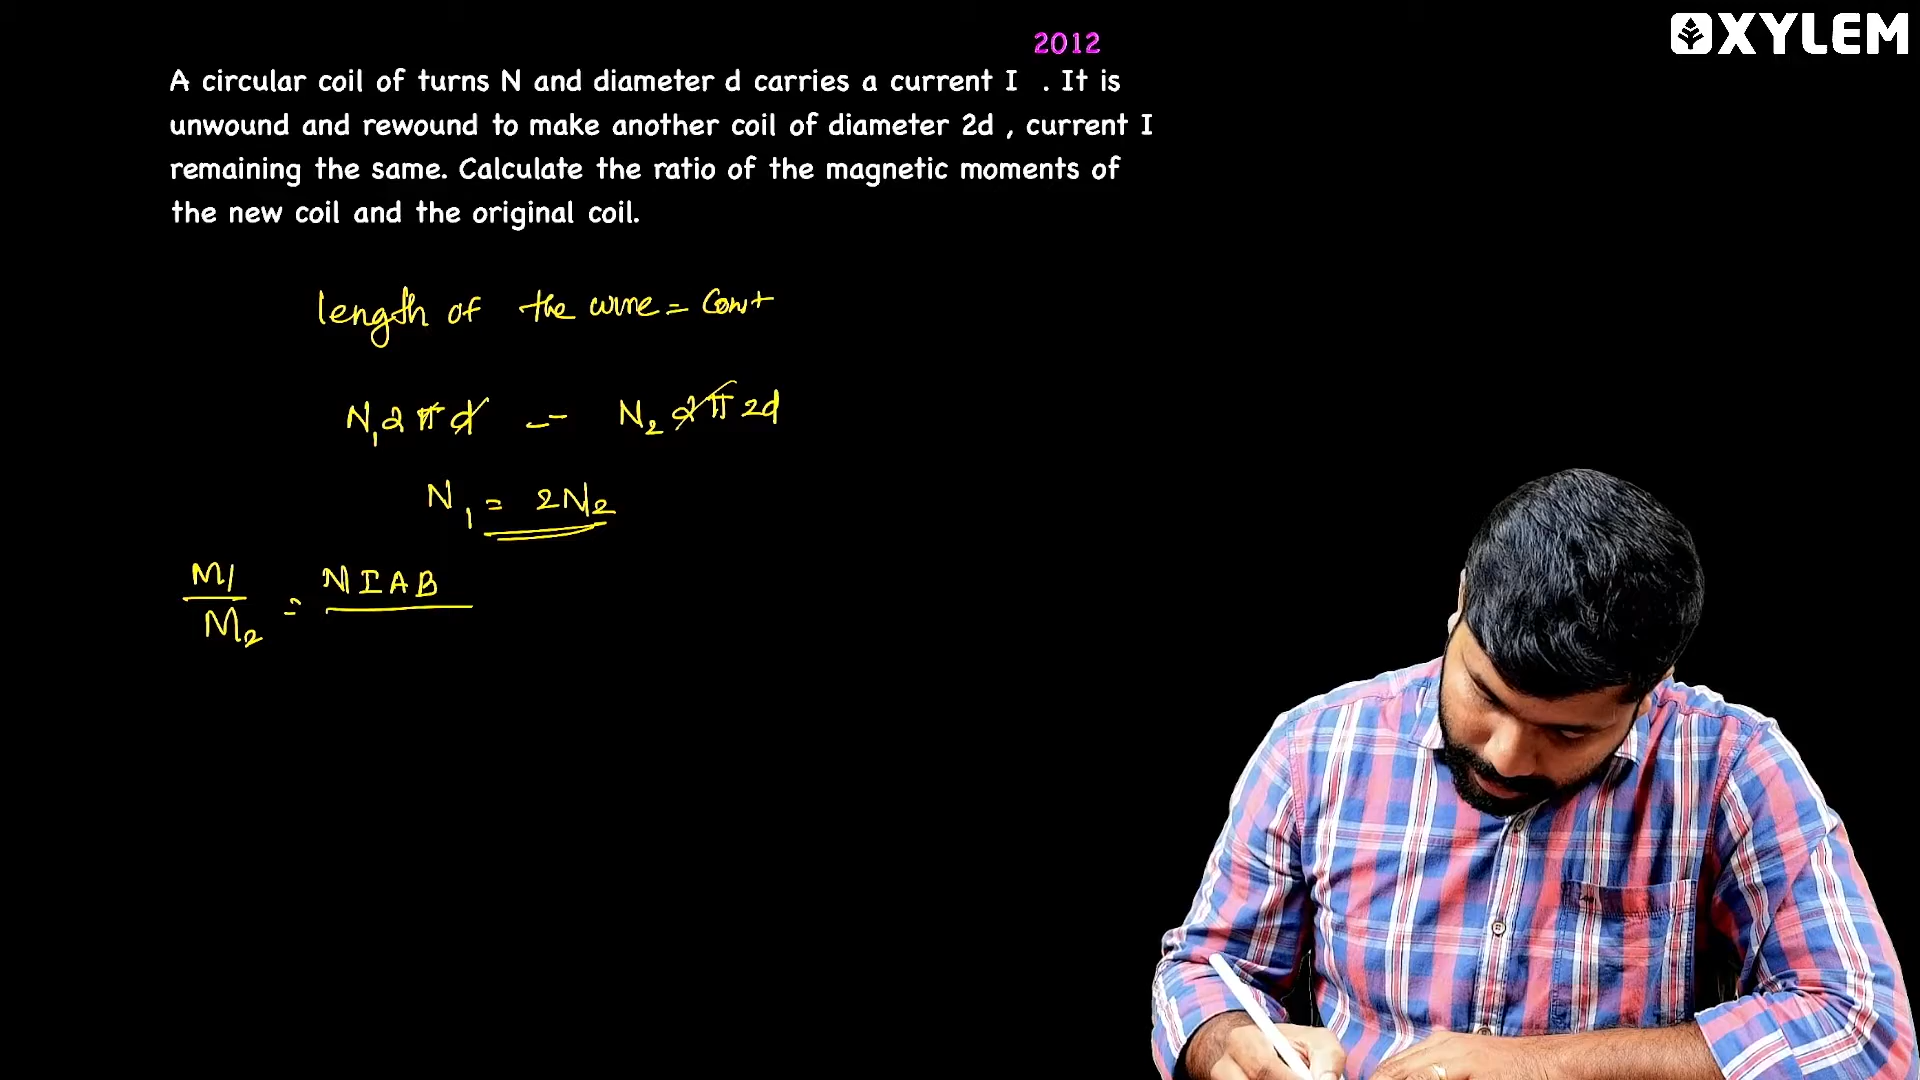 XYLEM
2012
A circular coil of turns N and diameter d carries a current I . It is
unwound and rewound to make another coil of diameter 2d , current I
remaining the same. Calculate the ratio of the magnetic moments of
the new coil and the original coil.
length of the wire = Const
N₁ 2 π d = N₂ 2 π 2d
N₁ = 2N₂
M1/M₂ = NIAB